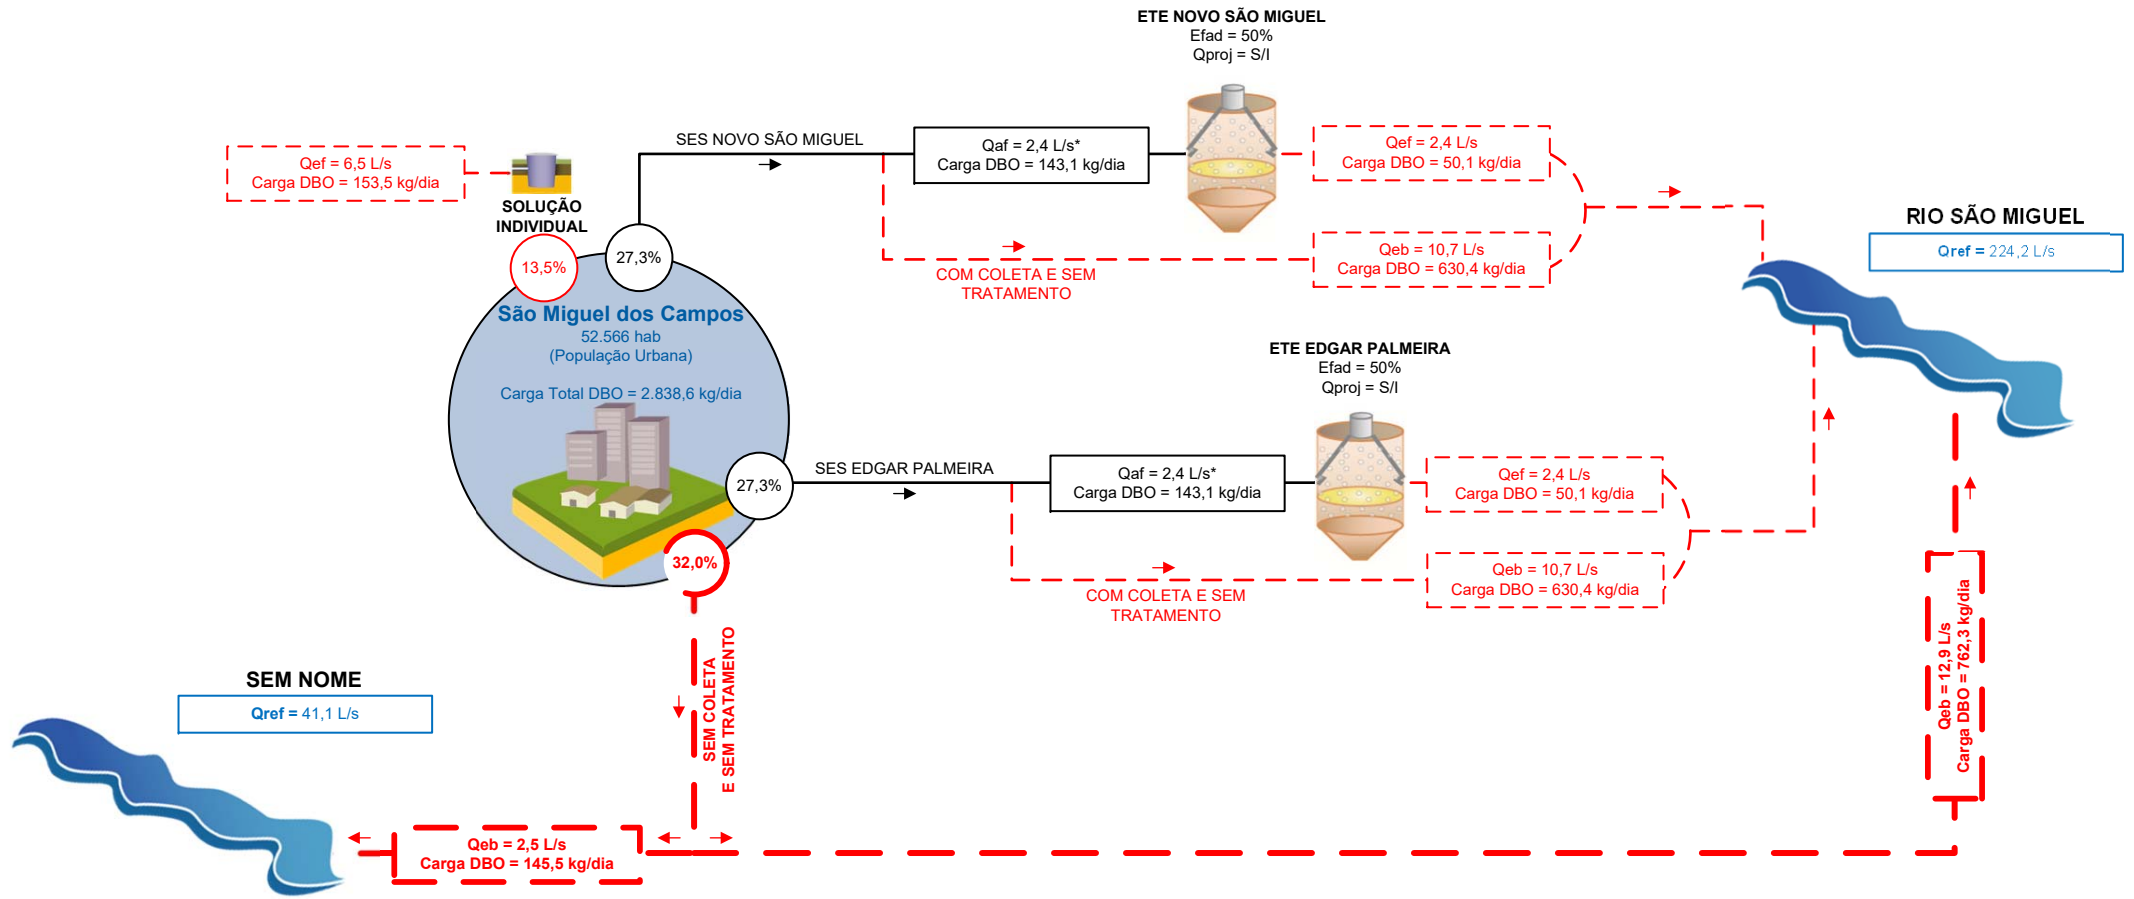 ETE NOVO SÃO MIGUEL
Efad = 50%
Qproj = S/I
SES NOVO SÃO MIGUEL
Qaf = 2,4 L/s*
Carga DBO = 143,1 kg/dia
Qef = 2,4 L/s
Carga DBO = 50,1 kg/dia
Qef = 6,5 L/s
Carga DBO = 153,5 kg/dia
SOLUÇÃO
INDIVIDUAL
13,5%
27,3%
COM COLETA E SEM
TRATAMENTO
Qeb = 10,7 L/s
Carga DBO = 630,4 kg/dia
RIO SÃO MIGUEL
Qref = 224,2 L/s
São Miguel dos Campos
52.566 hab
(População Urbana)
Carga Total DBO = 2.838,6 kg/dia
ETE EDGAR PALMEIRA
Efad = 50%
Qproj = S/I
27,3%
SES EDGAR PALMEIRA
Qaf = 2,4 L/s*
Carga DBO = 143,1 kg/dia
Qef = 2,4 L/s
Carga DBO = 50,1 kg/dia
COM COLETA E SEM
TRATAMENTO
Qeb = 10,7 L/s
Carga DBO = 630,4 kg/dia
32,0%
SEM COLETA
E SEM TRATAMENTO
Qeb = 12,9 L/s
Carga DBO = 762,3 kg/dia
SEM NOME
Qref = 41,1 L/s
Qeb = 2,5 L/s
Carga DBO = 145,5 kg/dia